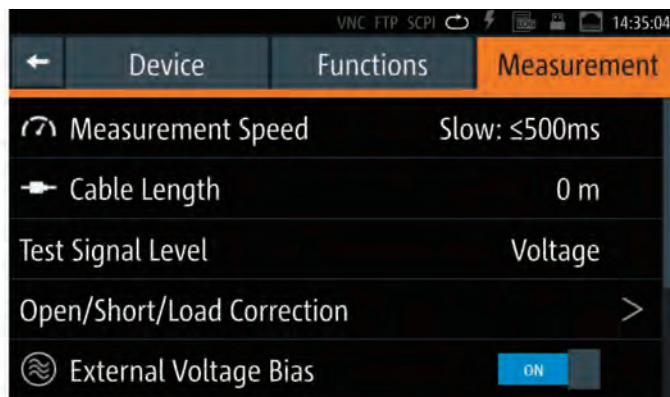 VNC FTP SCPI 14:35:04
Device Functions Measurement
Measurement Speed Slow: ≤500ms
Cable Length 0 m
Test Signal Level Voltage
Open/Short/Load Correction >
External Voltage Bias ON